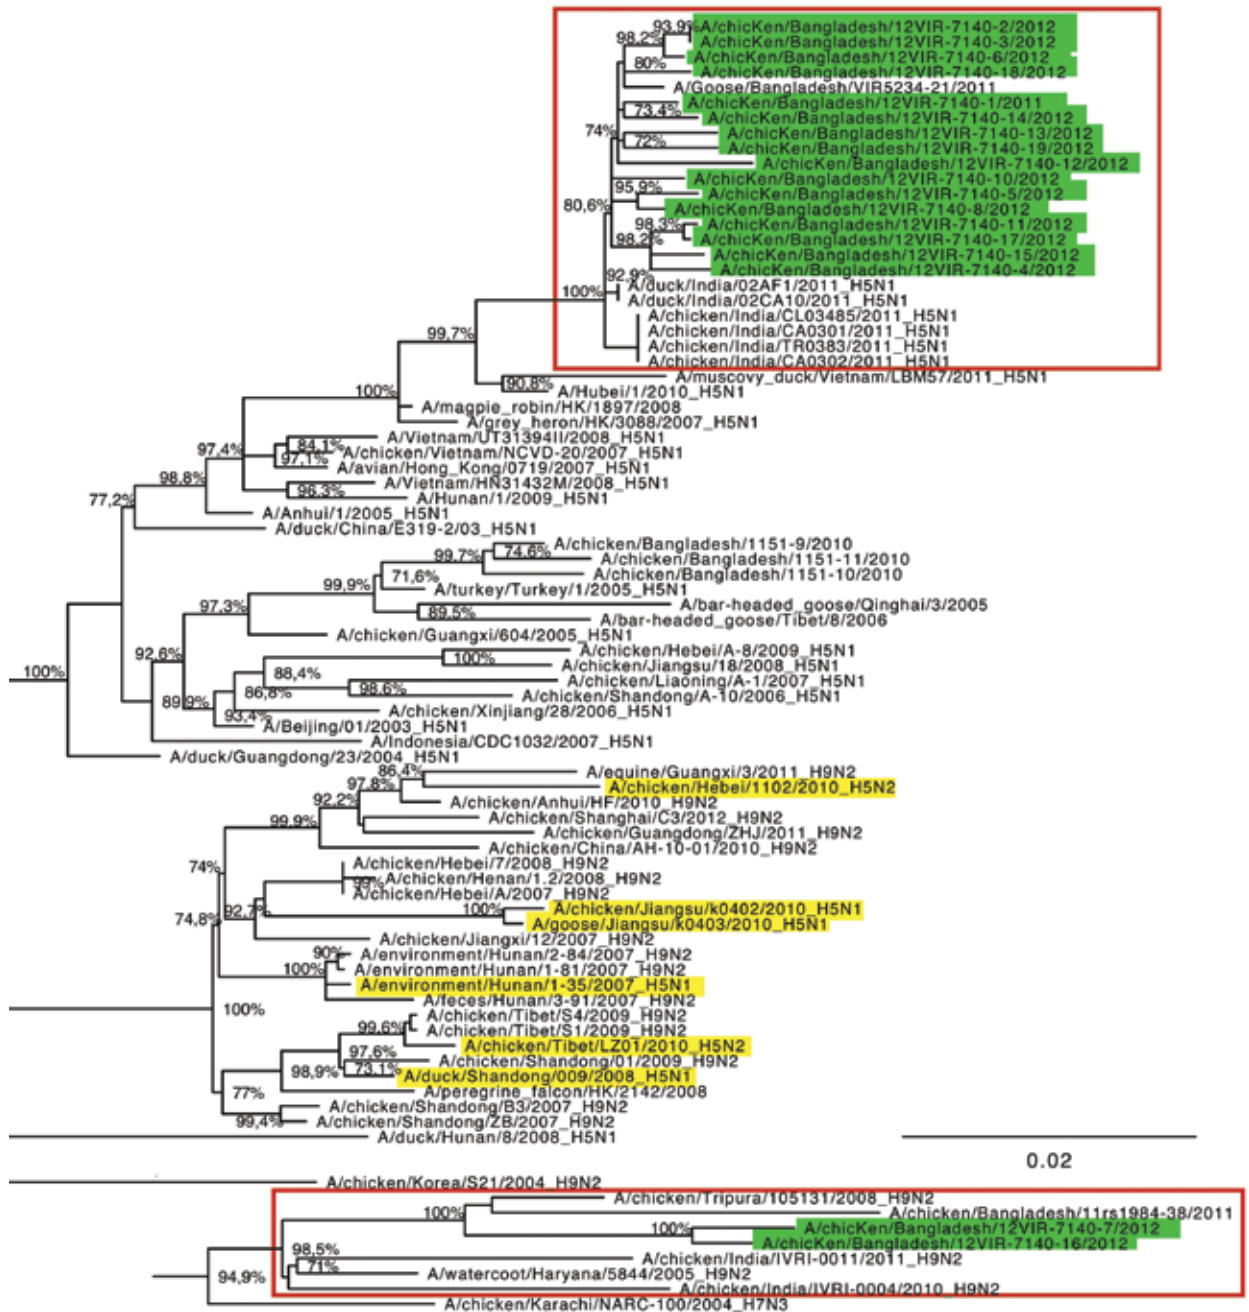 93.9% A/chicKen/Bangladesh/12VIR-7140-2/2012
98.2% A/chicKen/Bangladesh/12VIR-7140-3/2012
A/chicKen/Bangladesh/12VIR-7140-6/2012
80% A/chicKen/Bangladesh/12VIR-7140-18/2012
A/Goose/Bangladesh/VIR5234-21/2011
A/chicKen/Bangladesh/12VIR-7140-1/2011
73.4% A/chicKen/Bangladesh/12VIR-7140-14/2012
74% A/chicKen/Bangladesh/12VIR-7140-13/2012
72% A/chicKen/Bangladesh/12VIR-7140-19/2012
A/chicKen/Bangladesh/12VIR-7140-12/2012
A/chicKen/Bangladesh/12VIR-7140-10/2012
95.9% A/chicKen/Bangladesh/12VIR-7140-5/2012
80,6% A/chicKen/Bangladesh/12VIR-7140-8/2012
98.3% A/chicKen/Bangladesh/12VIR-7140-11/2012
98.2% A/chicKen/Bangladesh/12VIR-7140-17/2012
A/chicKen/Bangladesh/12VIR-7140-15/2012
A/chicKen/Bangladesh/12VIR-7140-4/2012
92,9%
A/duck/India/02AF1/2011_H5N1
100% A/duck/India/02CA10/2011_H5N1
A/chicken/India/CL03485/2011_H5N1
A/chicken/India/CA0301/2011_H5N1
99,7% A/chicken/India/TR0383/2011_H5N1
A/chicken/India/CA0302/2011_H5N1
A/muscovy_duck/Vietnam/LBM57/2011_H5N1
100% 90.8% A/Hubei/1/2010_H5N1
A/magpie_robin/HK/1897/2008
A/grey_heron/HK/3088/2007_H5N1
A/Vietnam/UT31394II/2008_H5N1
97,4% 84,1% A/chicken/Vietnam/NCVD-20/2007_H5N1
97,1% A/avian/Hong_Kong/0719/2007_H5N1
98.8% A/Vietnam/HN31432M/2008_H5N1
77,2% 96.3% A/Hunan/1/2009_H5N1
A/Anhui/1/2005_H5N1
A/duck/China/E319-2/03_H5N1
A/chicken/Bangladesh/1151-9/2010
99.7% 74.6% A/chicken/Bangladesh/1151-11/2010
71,6% A/chicken/Bangladesh/1151-10/2010
99,9% A/turkey/Turkey/1/2005_H5N1
97.3% A/bar-headed_goose/Qinghai/3/2005
89.5% A/bar-headed_goose/Tibet/8/2006
A/chicken/Guangxi/604/2005_H5N1
92.6% A/chicken/Hebei/A-8/2009_H5N1
100% A/chicken/Jiangsu/18/2008_H5N1
100% 88,4% A/chicken/Liaoning/A-1/2007_H5N1
86,8% 98.6% A/chicken/Shandong/A-10/2006_H5N1
89,9% A/chicken/Xinjiang/28/2006_H5N1
93.4% A/Beijing/01/2003_H5N1
A/Indonesia/CDC1032/2007_H5N1
A/duck/Guangdong/23/2004_H5N1
86,4% A/equine/Guangxi/3/2011_H9N2
97.8% A/chicken/Hebei/1102/2010_H5N2
92.2% A/chicken/Anhui/HF/2010_H9N2
99,9% A/chicken/Shanghai/C3/2012_H9N2
A/chicken/Guangdong/ZHJ/2011_H9N2
A/chicken/China/AH-10-01/2010_H9N2
74% A/chicken/Hebei/7/2008_H9N2
99% A/chicken/Henan/1.2/2008_H9N2
A/chicken/Hebei/A/2007_H9N2
92,7% 100% A/chicken/Jiangsu/k0402/2010_H5N1
74,8% A/goose/Jiangsu/k0403/2010_H5N1
A/chicken/Jiangxi/12/2007_H9N2
90% A/environment/Hunan/2-84/2007_H9N2
100% A/environment/Hunan/1-81/2007_H9N2
A/environment/Hunan/1-35/2007_H5N1
A/feces/Hunan/3-91/2007_H9N2
100% A/chicken/Tibet/S4/2009_H9N2
99.6% A/chicken/Tibet/S1/2009_H9N2
A/chicken/Tibet/LZ01/2010_H5N2
97.6% A/chicken/Shandong/01/2009_H9N2
98,9% 73.1% A/duck/Shandong/009/2008_H5N1
77% A/peregrine_falcon/HK/2142/2008
A/chicken/Shandong/B3/2007_H9N2
99,4% A/chicken/Shandong/ZB/2007_H9N2
A/duck/Hunan/8/2008_H5N1
0.02
A/chicken/Korea/S21/2004_H9N2
A/chicken/Tripura/105131/2008_H9N2
100% A/chicken/Bangladesh/11rs1984-38/2011
100% A/chicKen/Bangladesh/12VIR-7140-7/2012
A/chicKen/Bangladesh/12VIR-7140-16/2012
98,5% A/chicken/India/IVRI-0011/2011_H9N2
94,9% 71% A/watercoot/Haryana/5844/2005_H9N2
A/chicken/India/IVRI-0004/2010_H9N2
A/chicken/Karachi/NARC-100/2004_H7N3